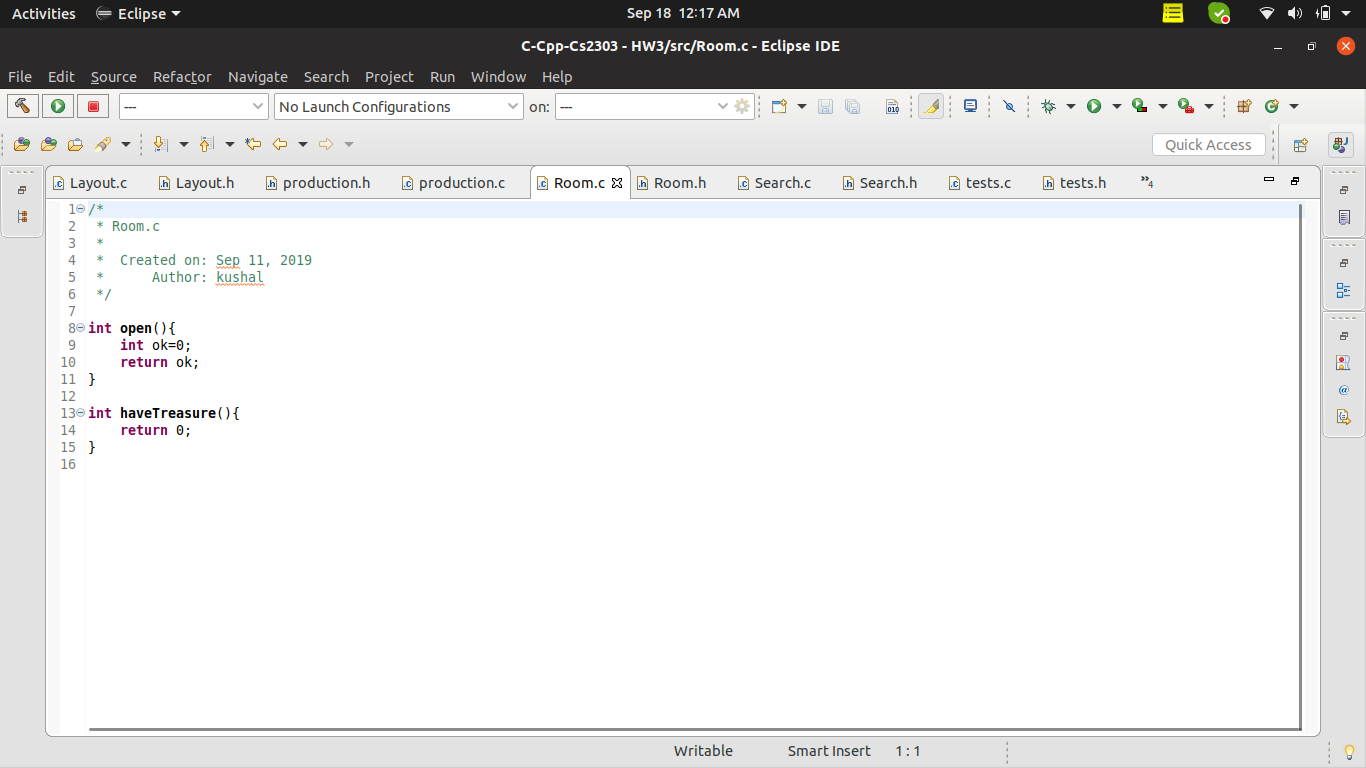 Activities Eclipse Sep 18 12:17 AM
C-Cpp-Cs2303 - HW3/src/Room.c - Eclipse IDE
File Edit Source Refactor Navigate Search Project Run Window Help
--- No Launch Configurations on: --- 010
Quick Access
Layout.c Layout.h production.h production.c Room.c Room.h Search.c Search.h tests.c tests.h »4
1 /*
2  * Room.c
3  *
4  *  Created on: Sep 11, 2019
5  *      Author: kushal
6  */
7
8 int open(){
9     int ok=0;
10     return ok;
11 }
12
13 int haveTreasure(){
14     return 0;
15 }
16
Writable Smart Insert 1 : 1